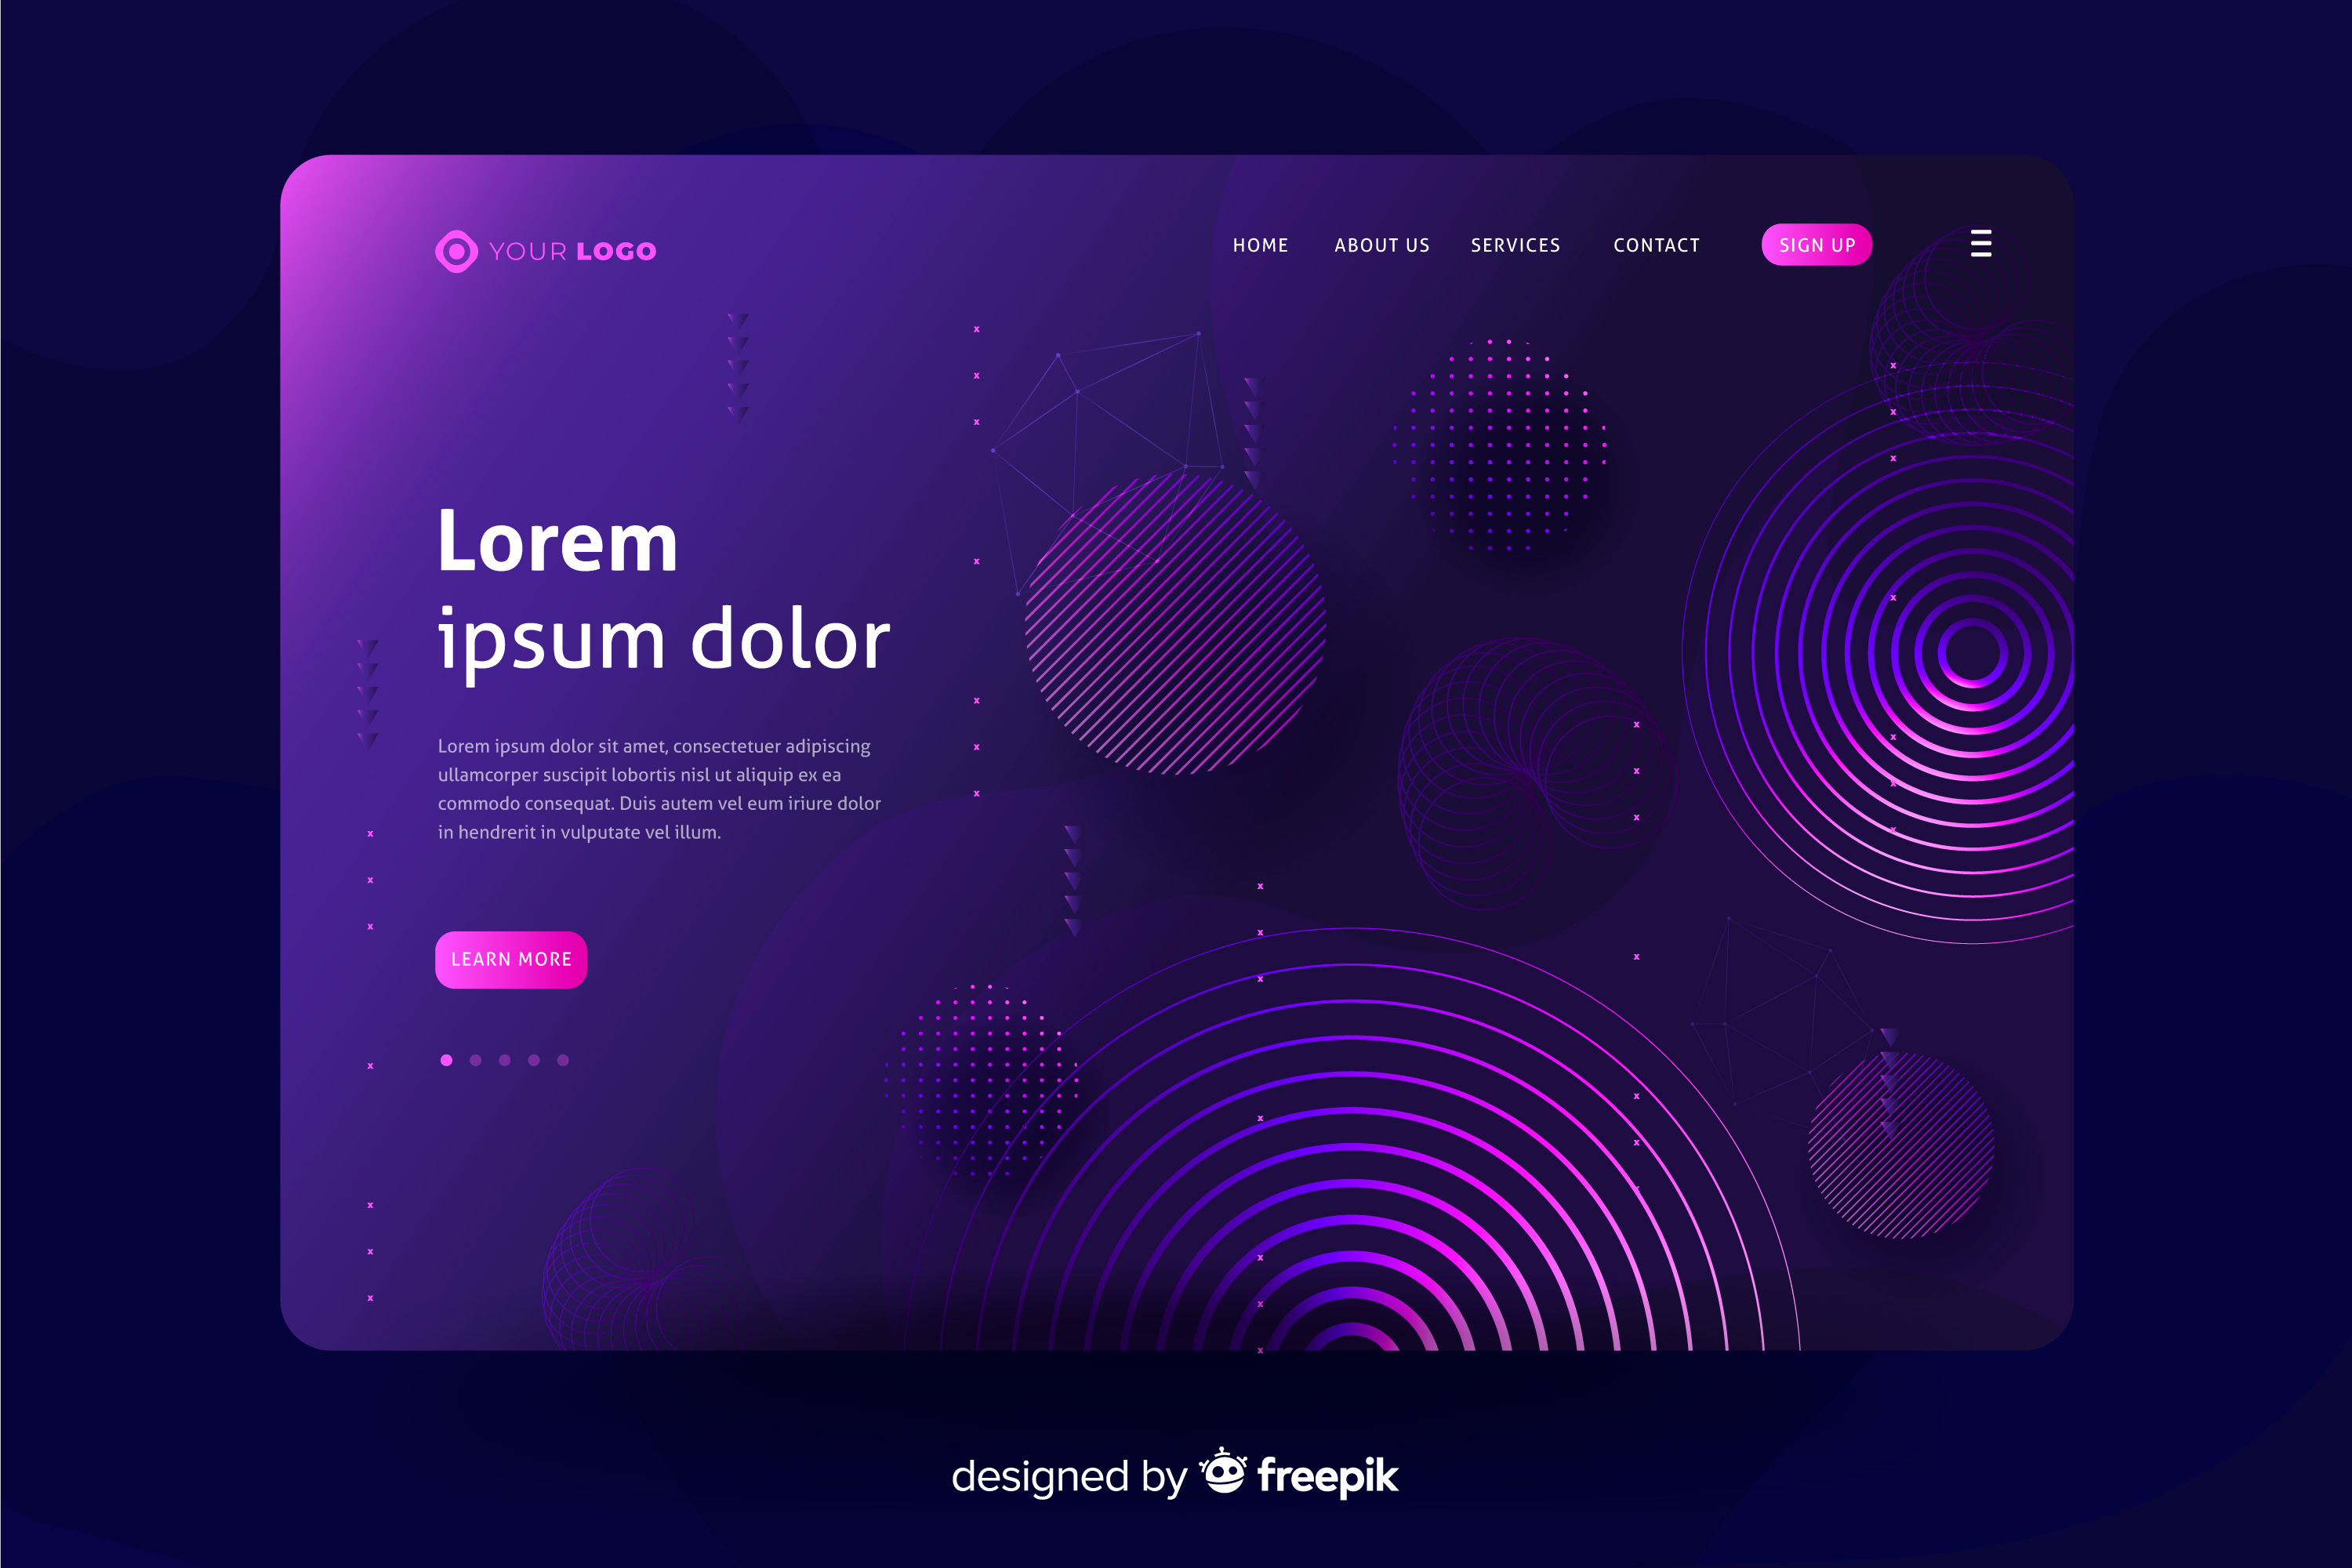 YOUR LOGO
HOME ABOUT US SERVICES CONTACT SIGN UP
Lorem
ipsum dolor
Lorem ipsum dolor sit amet, consectetuer adipiscing
ullamcorper suscipit lobortis nisl ut aliquip ex ea
commodo consequat. Duis autem vel eum iriure dolor
in hendrerit in vulputate vel illum.
LEARN MORE
designed by freepik